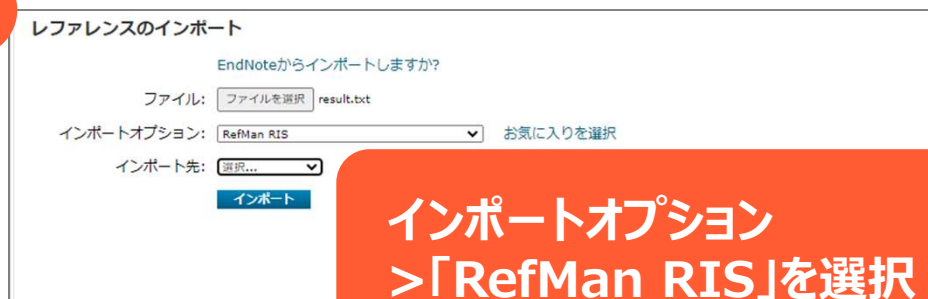 レファレンスのインポート
EndNoteからインポートしますか?
ファイル: ファイルを選択 result.txt
インポートオプション: RefMan RIS お気に入りを選択
インポート先: 選択...
インポート
インポートオプション
>「RefMan RIS」を選択